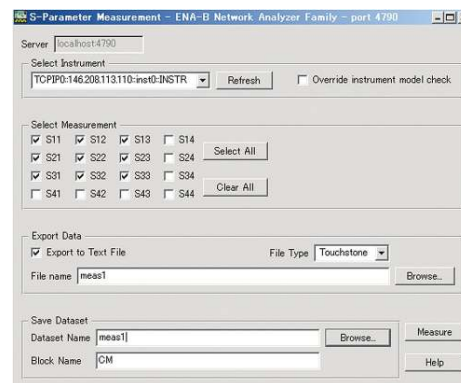 S-Parameter Measurement - ENA-B Network Analyzer Family - port 4790
Server localhost:4790
Select Instrument
TCPIP0::146.208.113.110::inst0::INSTR Refresh Override instrument model check
Select Measurement
S11 S12 S13 S14
S21 S22 S23 S24 Select All
S31 S32 S33 S34
S41 S42 S43 S44 Clear All
Export Data
Export to Text File File Type Touchstone
File name meas1 Browse...
Save Dataset
Dataset Name meas1 Browse... Measure
Block Name CM Help